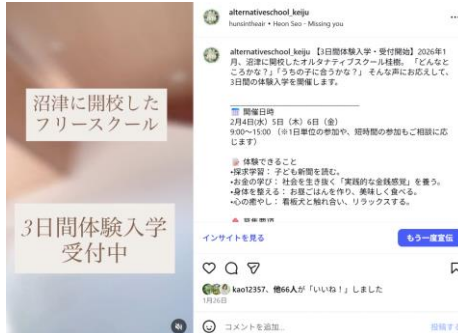 沼津に開校した
フリースクール
3日間体験入学
受付中
alternativeschool_keiju
hunsintheair • Heon Seo - Missing you
alternativeschool_keiju 【3日間体験入学・受付開始】2026年1
月、沼津に開校したオルタナティブスクール桂樹。 「どんなと
ころかな？」「うちの子に合うかな？」 そんな声にお応えして、
3日間の体験入学を開催します。
開催日時
2月4日(水) 5日（木）6日（金）
9:00〜15:00 （※1日単位の参加や、短時間の参加もご相談に応
じます）
体験できること
•探求学習： 子ども新聞を読む。
•お金の学び： 社会を生き抜く「実践的な金銭感覚」を養う。
•身体を整える： お昼ごはんを作り、美味しく食べる。
•心の癒やし： 看板犬と触れ合い、リラックスする。
インサイトを見る
もう一度宣伝
kao12357、他66人が「いいね！」しました
1月26日
コメントを追加...
投稿する